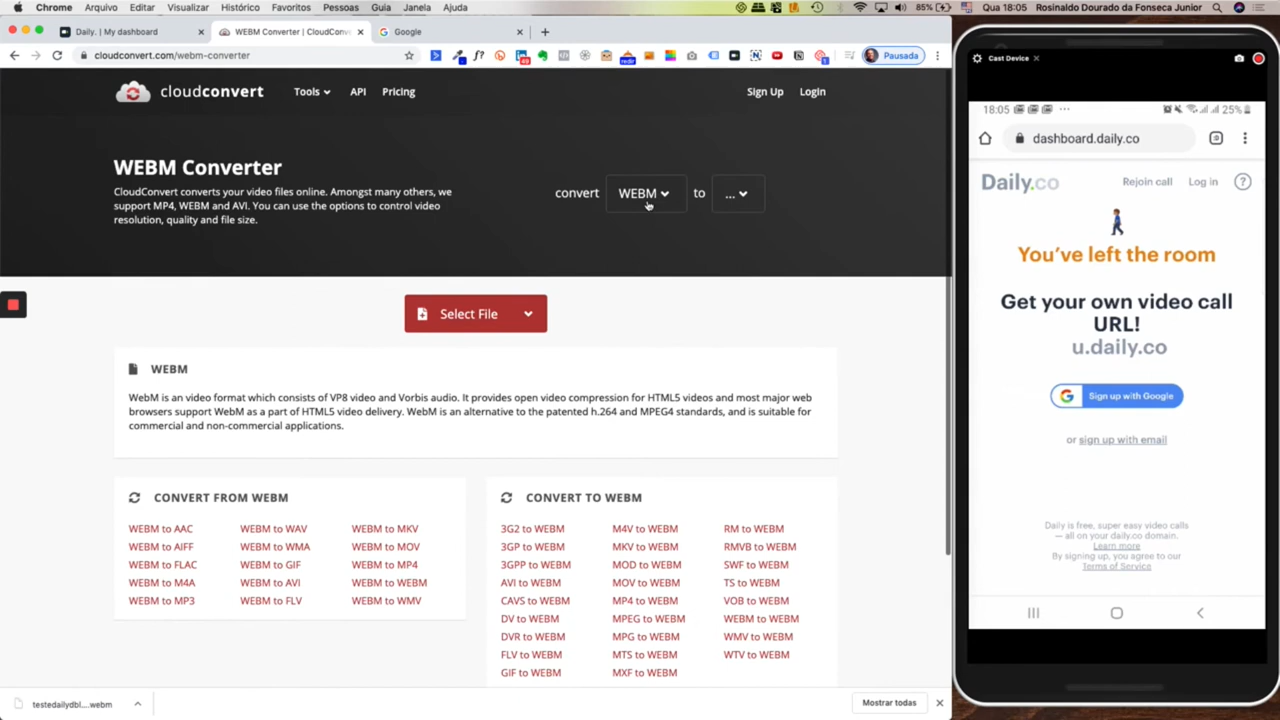 Chrome Arquivo Editar Visualizar Histórico Favoritos Pessoas Guia Janela Ajuda
85% Qua 18:05 Rosinaldo Dourado da Fonseca Junior
Daily. | My dashboard
WEBM Converter | CloudConv
Google
cloudconvert.com/webm-converter
Pausada
cloudconvert
Tools
API
Pricing
Sign Up
Login
WEBM Converter
CloudConvert converts your video files online. Amongst many others, we
support MP4, WEBM and AVI. You can use the options to control video
resolution, quality and file size.
convert WEBM to ...
Select File
WEBM
WebM is an video format which consists of VP8 video and Vorbis audio. It provides open video compression for HTML5 videos and most major web
browsers support WebM as a part of HTML5 video delivery. WebM is an alternative to the patented h.264 and MPEG4 standards, and is suitable for
commercial and non-commercial applications.
CONVERT FROM WEBM
WEBM to AAC WEBM to WAV WEBM to MKV
WEBM to AIFF WEBM to WMA WEBM to MOV
WEBM to FLAC WEBM to GIF WEBM to MP4
WEBM to M4A WEBM to AVI WEBM to WEBM
WEBM to MP3 WEBM to FLV WEBM to WMV
CONVERT TO WEBM
3G2 to WEBM M4V to WEBM RM to WEBM
3GP to WEBM MKV to WEBM RMVB to WEBM
3GPP to WEBM MOD to WEBM SWF to WEBM
AVI to WEBM MOV to WEBM TS to WEBM
CAVS to WEBM MP4 to WEBM VOB to WEBM
DV to WEBM MPEG to WEBM WEBM to WEBM
DVR to WEBM MPG to WEBM WMV to WEBM
FLV to WEBM MTS to WEBM WTV to WEBM
GIF to WEBM MXF to WEBM
testedailydbl....webm
Mostrar todas
Cast Device
18:05 25%
dashboard.daily.co
Daily.co Rejoin call Log in ?
You've left the room
Get your own video call
URL!
u.daily.co
Sign up with Google
or sign up with email
Daily is free, super easy video calls
— all on your daily.co domain.
Learn more
By signing up, you agree to our
Terms of Service